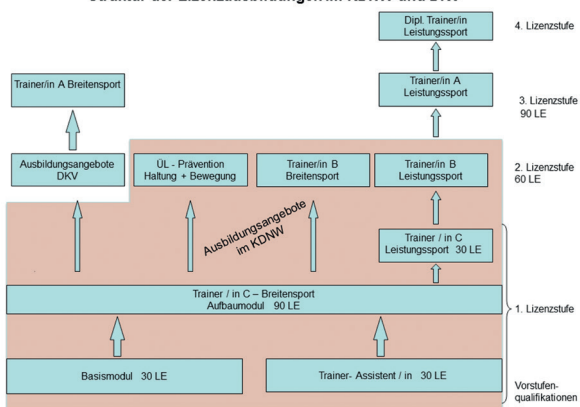 Struktur der Lizenzausbildungen im KDNW und DKV
Dipl. Trainer/in
Leistungssport
4. Lizenzstufe
Trainer/in A Breitensport
Trainer/in A
Leistungssport
3. Lizenzstufe
90 LE
Ausbildungsangebote
DKV
ÜL - Prävention
Haltung + Bewegung
Trainer/in B
Breitensport
Trainer/in B
Leistungssport
2. Lizenzstufe
60 LE
Ausbildungsangebote
im KDNW
Trainer / in C
Leistungssport 30 LE
Trainer / in C – Breitensport
Aufbaumodul 90 LE
1. Lizenzstufe
Basismodul 30 LE
Trainer- Assistent / in 30 LE
Vorstufen-
qualifikationen